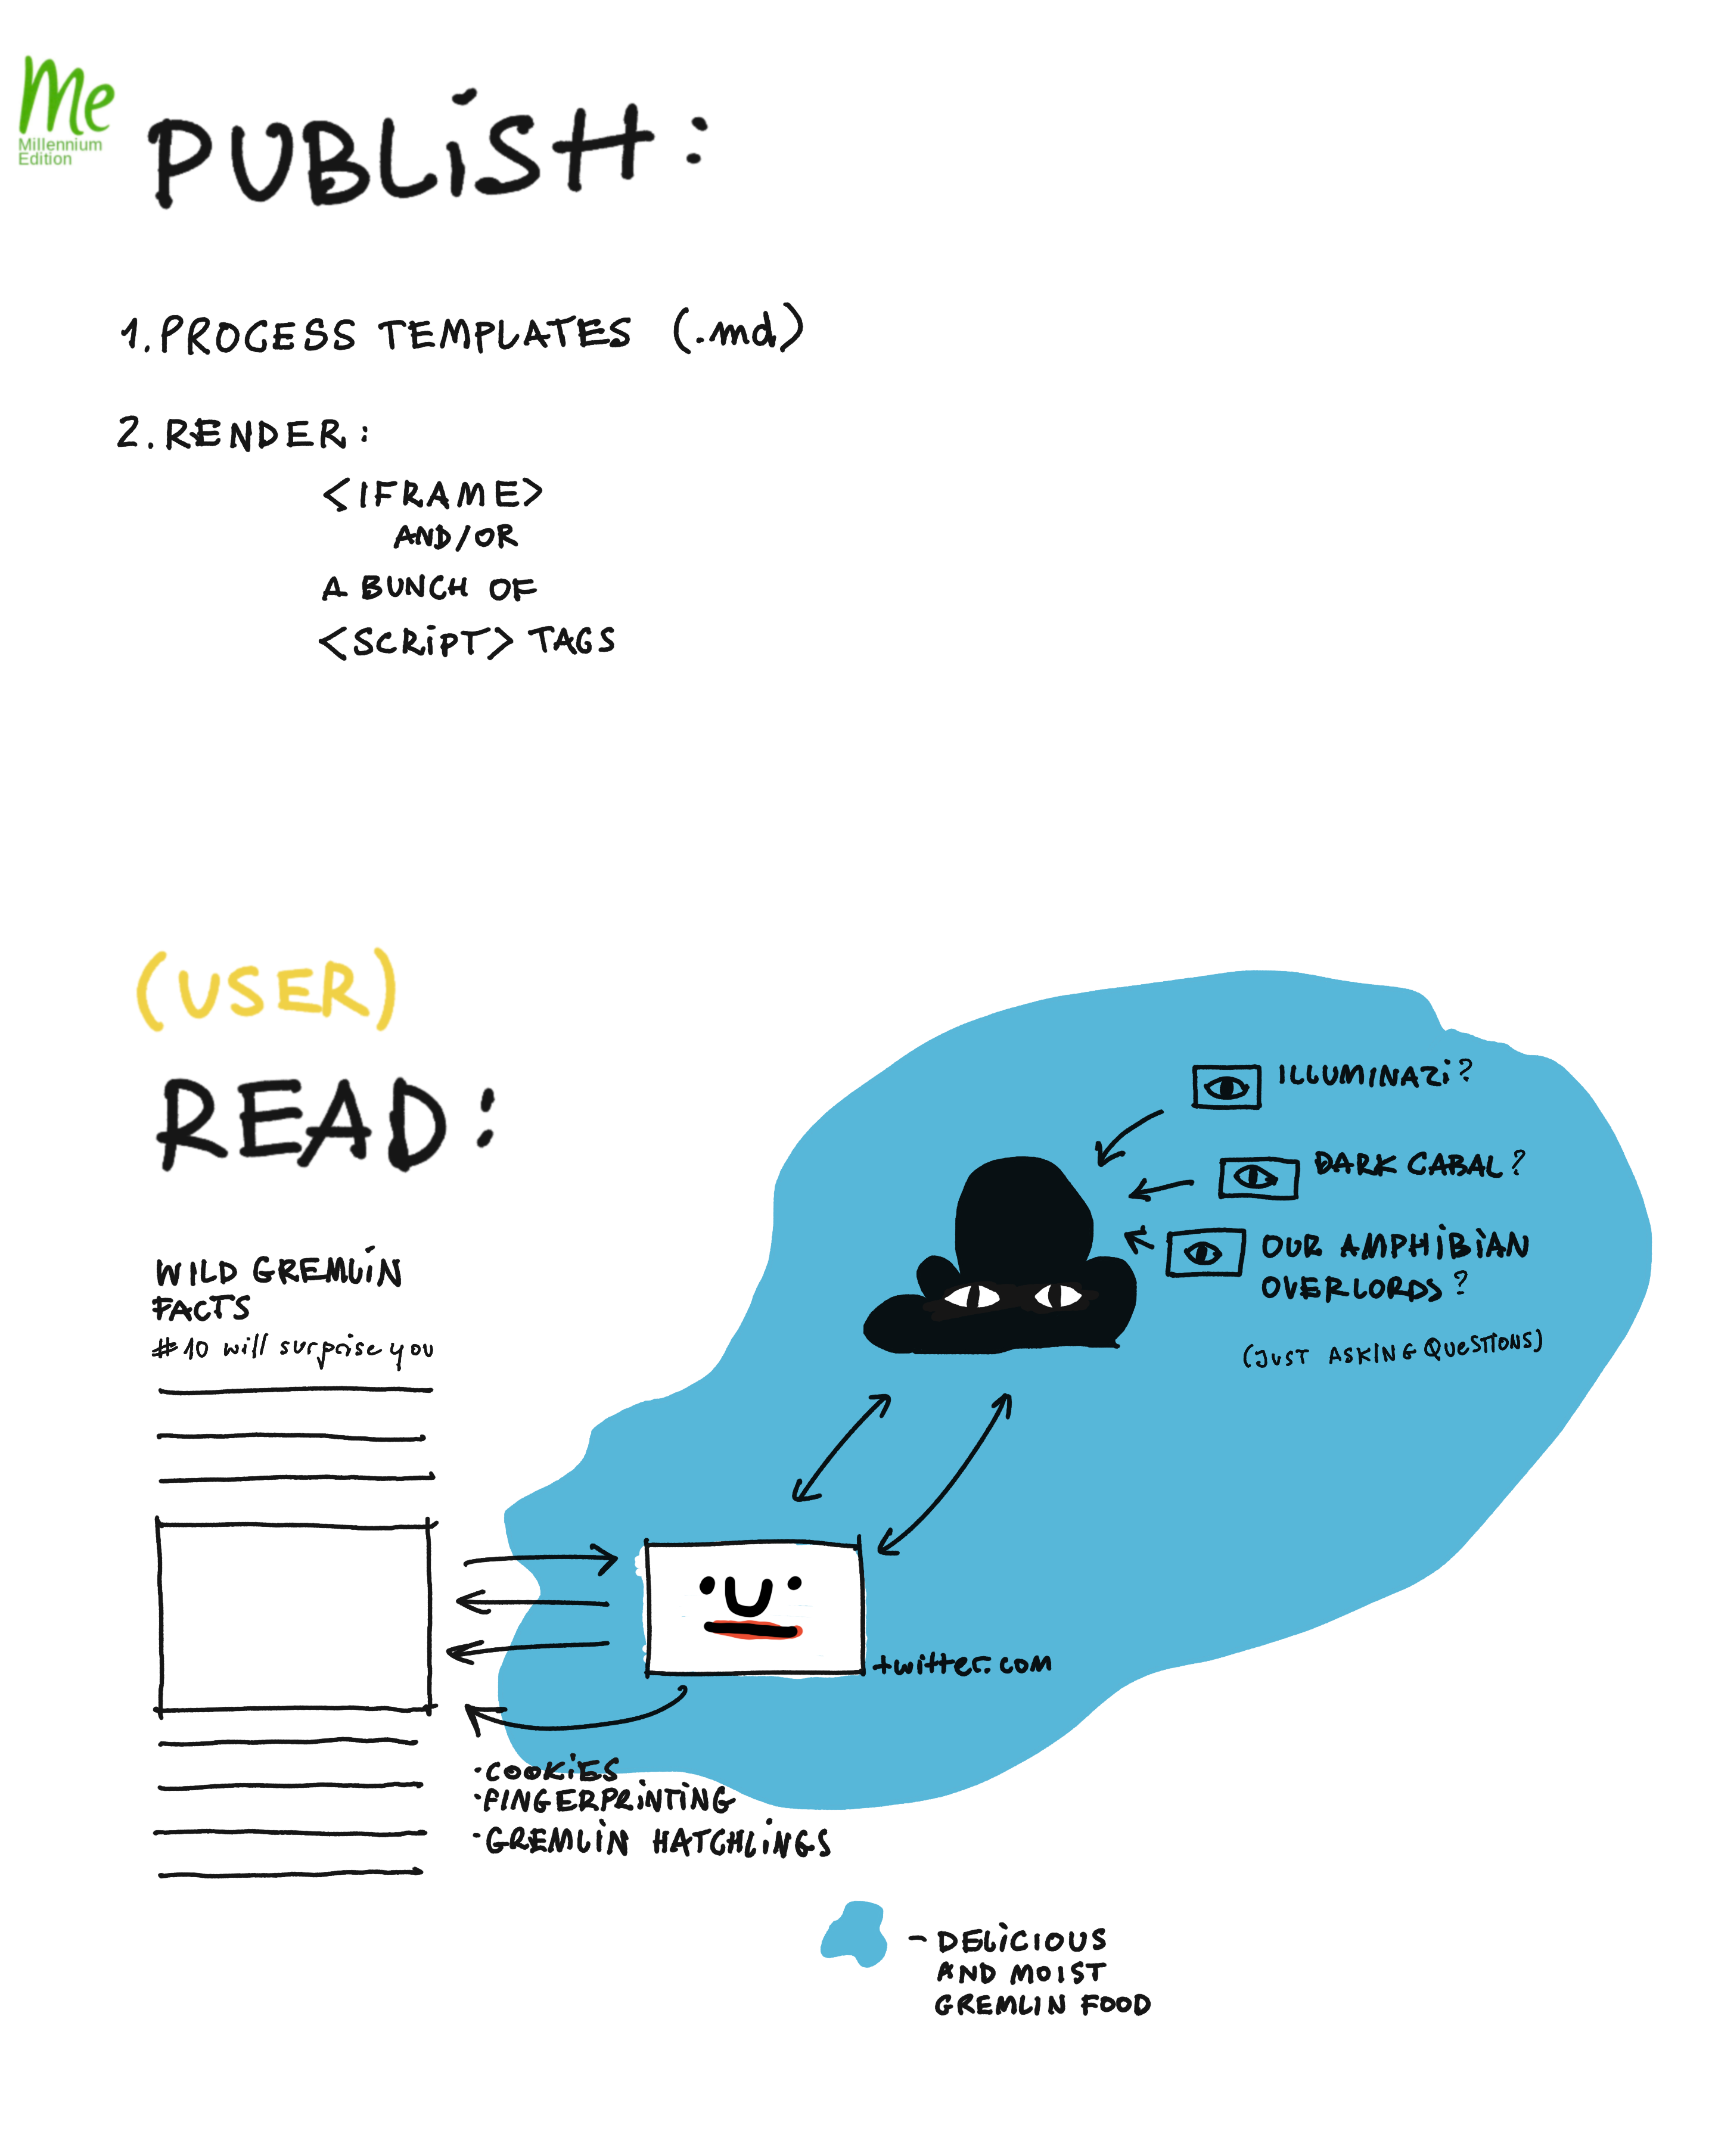 Me
Millennium
Edition
PUBLiSH:
1. PROCESS TEMPLATES (.md)
2. RENDER:
<IFRAME>
AND/OR
A BUNCH OF
<SCRiPT> TAGS
(USER)
READ:
WILD GREMLiN
FACTS
#10 will surprise you
ILLUMINAZi?
DARK CABAL?
OUR AMPHiBiAN
OVERLORDS?
(JUST ASKING QUESTIONS)
twitter.com
·COOKiES
·FiNGERPRiNTiNG
·GREMLiN HATCHLiNGS
- DELiCIOUS
AND MOIST
GREMLIN FOOD